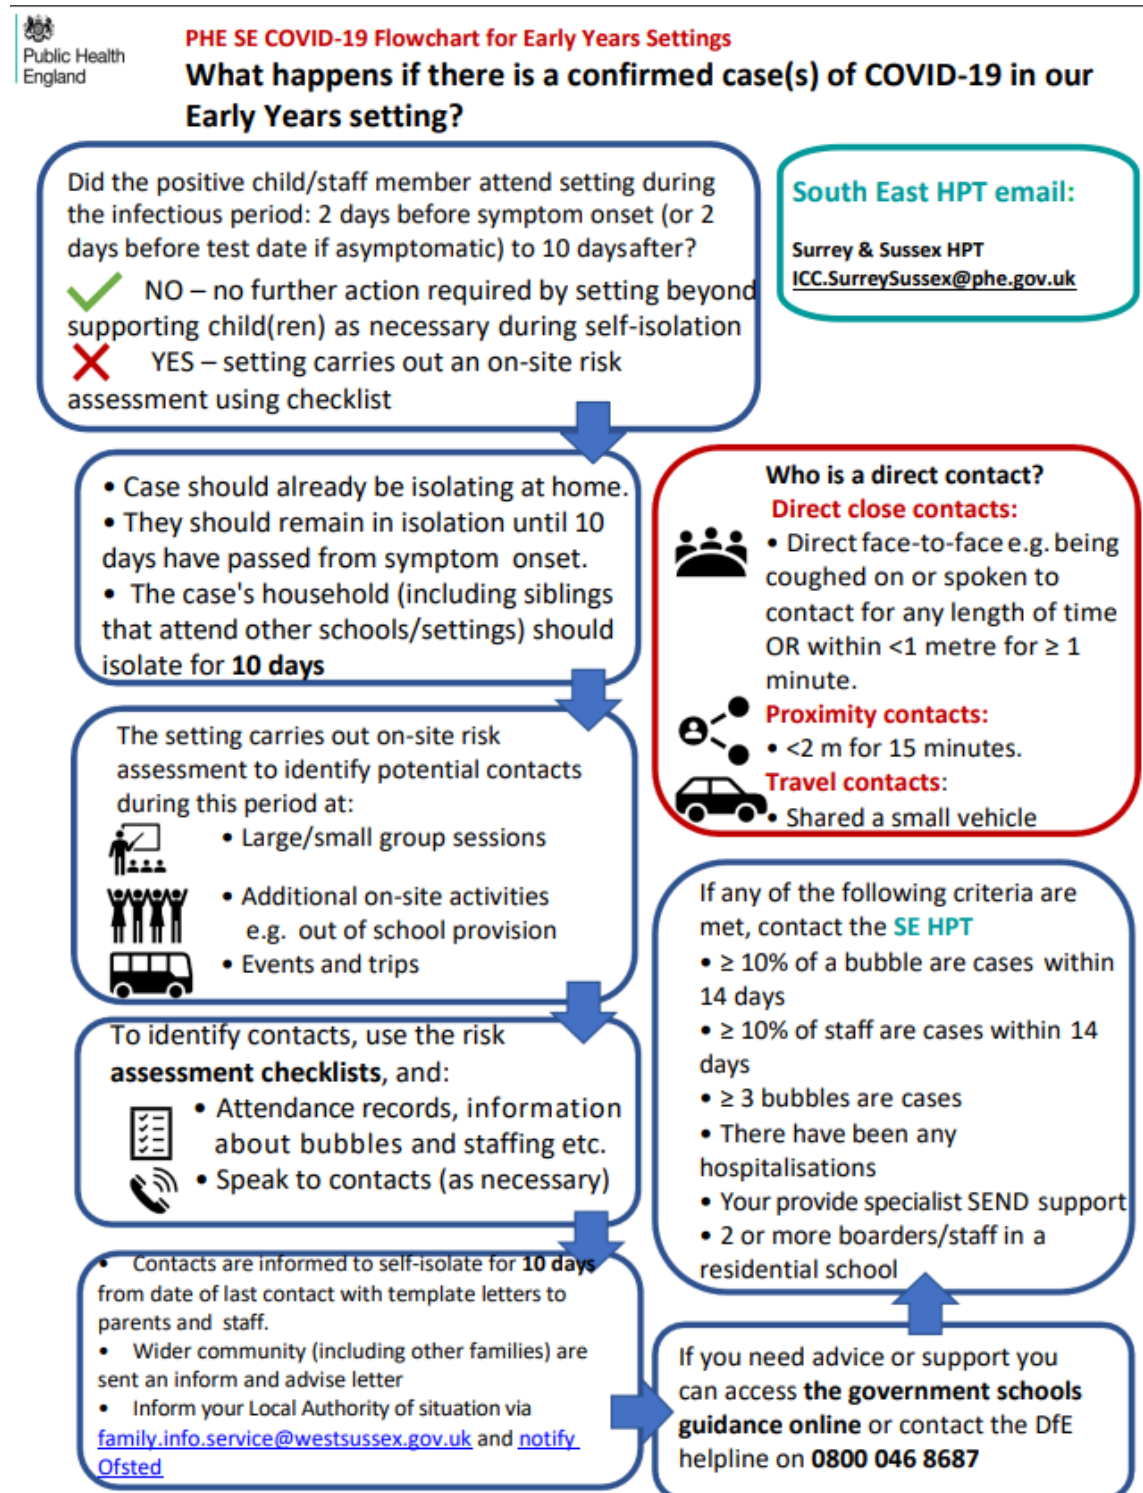 Public Health
England
PHE SE COVID-19 Flowchart for Early Years Settings
What happens if there is a confirmed case(s) of COVID-19 in our
Early Years setting?
Did the positive child/staff member attend setting during
the infectious period: 2 days before symptom onset (or 2
days before test date if asymptomatic) to 10 daysafter?
NO – no further action required by setting beyond
supporting child(ren) as necessary during self-isolation
YES – setting carries out an on-site risk
assessment using checklist
South East HPT email:
Surrey & Sussex HPT
ICC.SurreySussex@phe.gov.uk
• Case should already be isolating at home.
• They should remain in isolation until 10
days have passed from symptom onset.
• The case's household (including siblings
that attend other schools/settings) should
isolate for 10 days
Who is a direct contact?
Direct close contacts:
• Direct face-to-face e.g. being
coughed on or spoken to
contact for any length of time
OR within <1 metre for ≥ 1
minute.
Proximity contacts:
• <2 m for 15 minutes.
Travel contacts:
• Shared a small vehicle
The setting carries out on-site risk
assessment to identify potential contacts
during this period at:
• Large/small group sessions
• Additional on-site activities
e.g. out of school provision
• Events and trips
To identify contacts, use the risk
assessment checklists, and:
• Attendance records, information
about bubbles and staffing etc.
• Speak to contacts (as necessary)
• Contacts are informed to self-isolate for 10 days
from date of last contact with template letters to
parents and staff.
• Wider community (including other families) are
sent an inform and advise letter
• Inform your Local Authority of situation via
family.info.service@westsussex.gov.uk and notify
Ofsted
If you need advice or support you
can access the government schools
guidance online or contact the DfE
helpline on 0800 046 8687
If any of the following criteria are
met, contact the SE HPT
• ≥ 10% of a bubble are cases within
14 days
• ≥ 10% of staff are cases within 14
days
• ≥ 3 bubbles are cases
• There have been any
hospitalisations
• Your provide specialist SEND support
• 2 or more boarders/staff in a
residential school